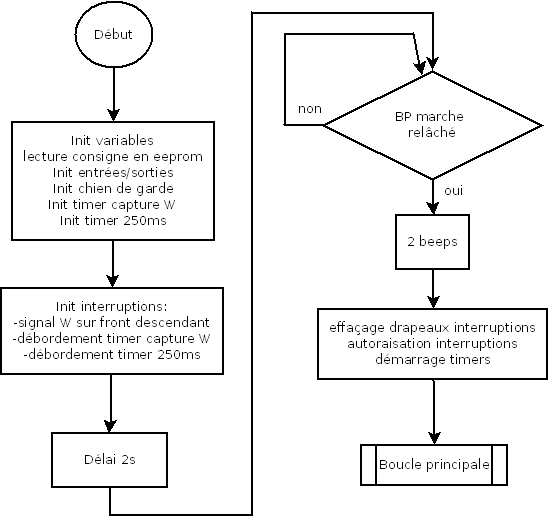 Début
Init variables
lecture consigne en eeprom
Init entrées/sorties
Init chien de garde
Init timer capture W
Init timer 250ms
Init interruptions:
-signal W sur front descendant
-débordement timer capture W
-débordement timer 250ms
Délai 2s
BP marche
relâché
non
oui
2 beeps
effaçage drapeaux interruptions
autoraisation interruptions
démarrage timers
Boucle principale